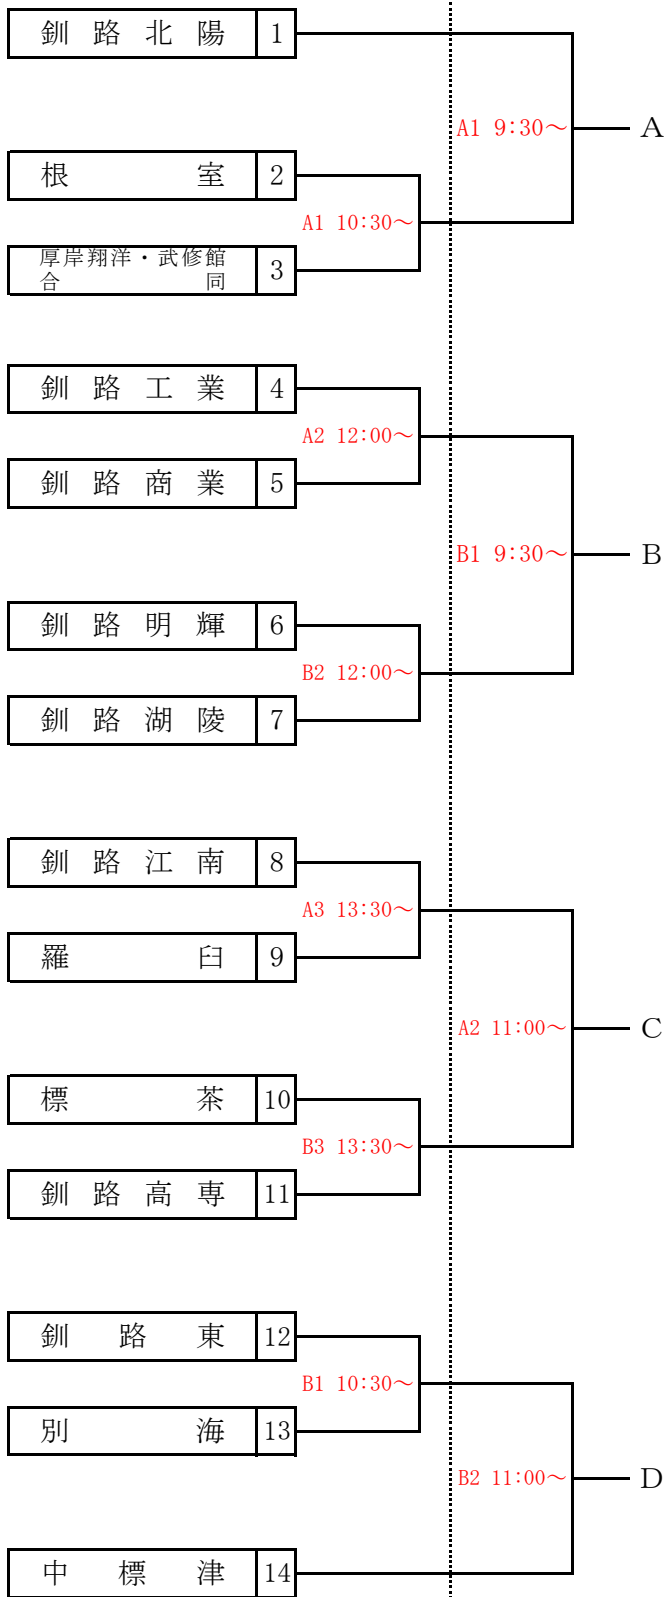 釧路北陽 1
A1 9:30～ A
根室 2
A1 10:30～
厚岸翔洋・武修館
合同 3
釧路工業 4
A2 12:00～
釧路商業 5
B1 9:30～ B
釧路明輝 6
B2 12:00～
釧路湖陵 7
釧路江南 8
A3 13:30～
羅臼 9
A2 11:00～ C
標茶 10
B3 13:30～
釧路高専 11
釧路東 12
B1 10:30～
別海 13
B2 11:00～ D
中標津 14